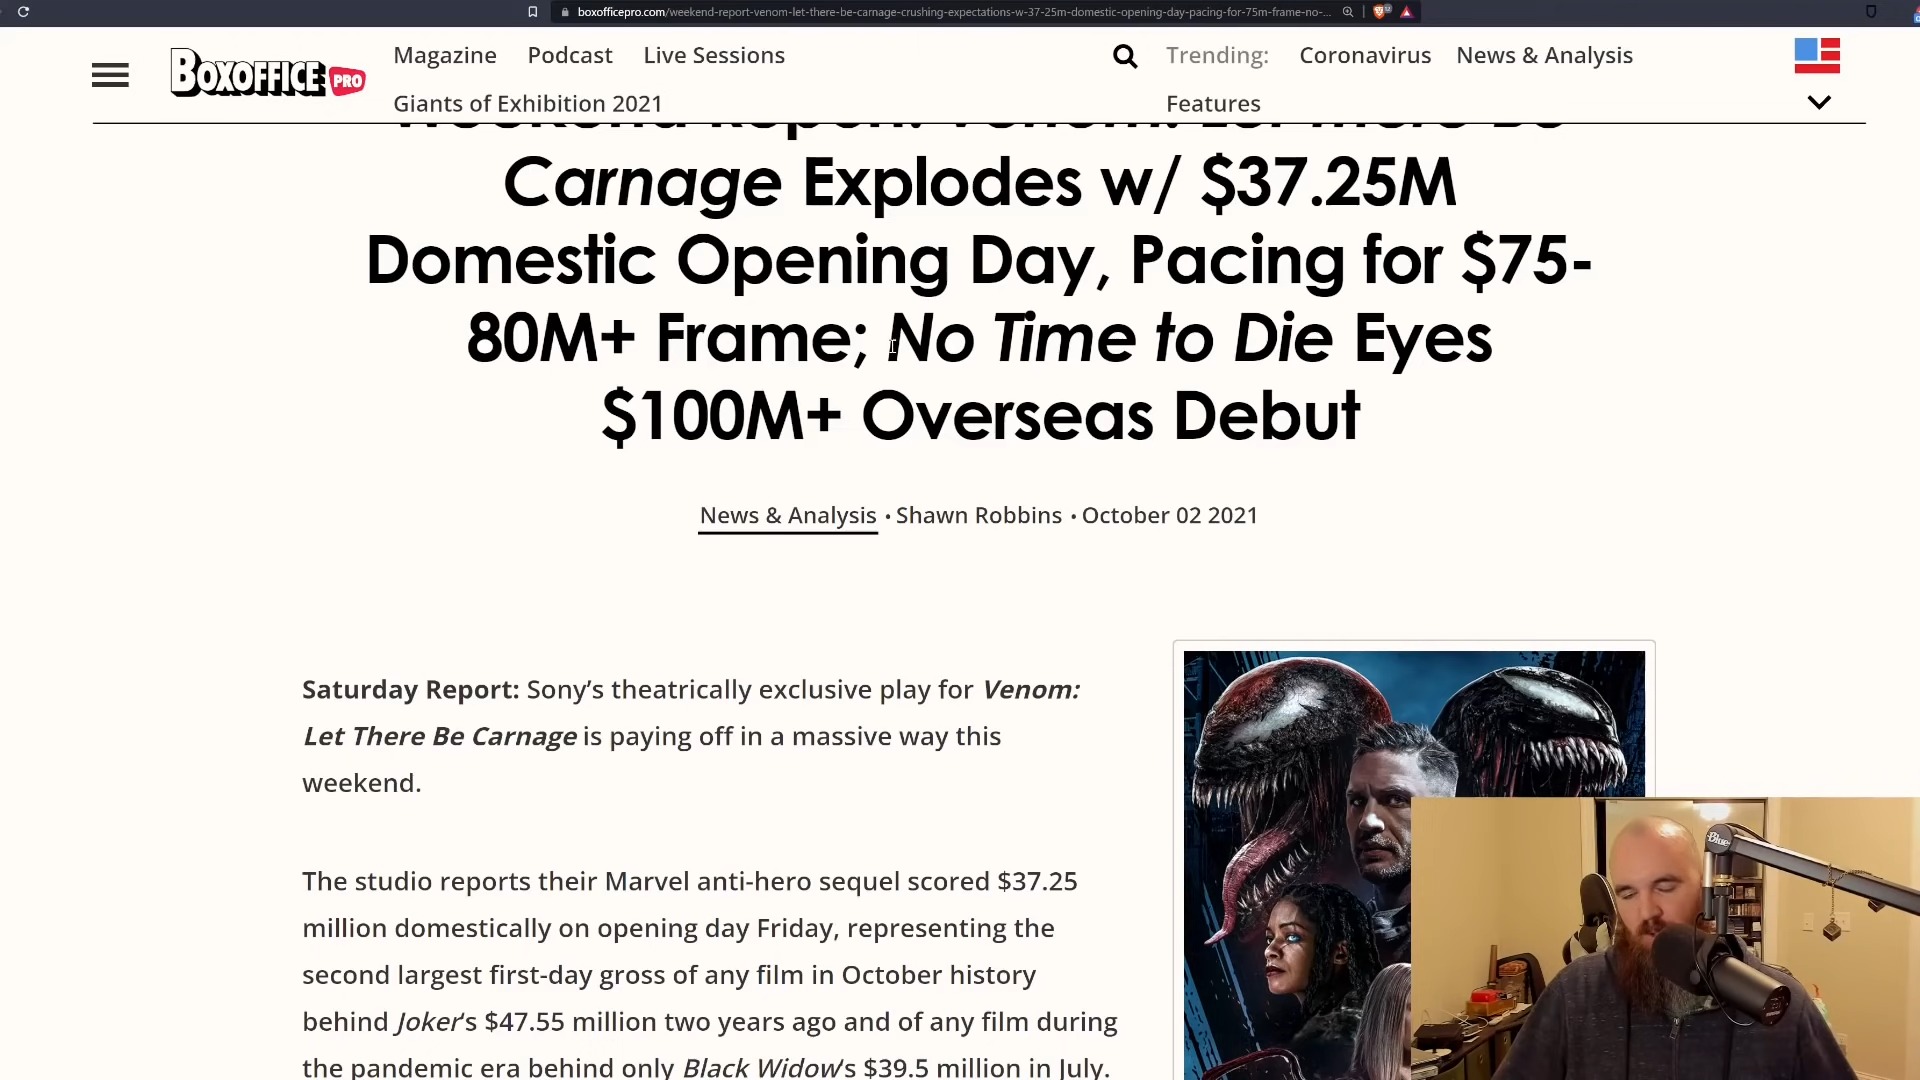 boxofficepro.com/weekend-report-venom-let-there-be-carnage-crushing-expectations-w-37-25m-domestic-opening-day-pacing-for-75m-frame-no-...
Magazine Podcast Live Sessions
Giants of Exhibition 2021
BOXOFFICE PRO
Trending: Coronavirus News & Analysis
Features
Weekend Report: Venom: Let There Be
Carnage Explodes w/ $37.25M
Domestic Opening Day, Pacing for $75-
80M+ Frame; No Time to Die Eyes
$100M+ Overseas Debut
News & Analysis • Shawn Robbins • October 02 2021
Saturday Report: Sony’s theatrically exclusive play for Venom:
Let There Be Carnage is paying off in a massive way this
weekend.
The studio reports their Marvel anti-hero sequel scored $37.25
million domestically on opening day Friday, representing the
second largest first-day gross of any film in October history
behind Joker‘s $47.55 million two years ago and of any film during
the pandemic era behind only Black Widow‘s $39.5 million in July.
Blue